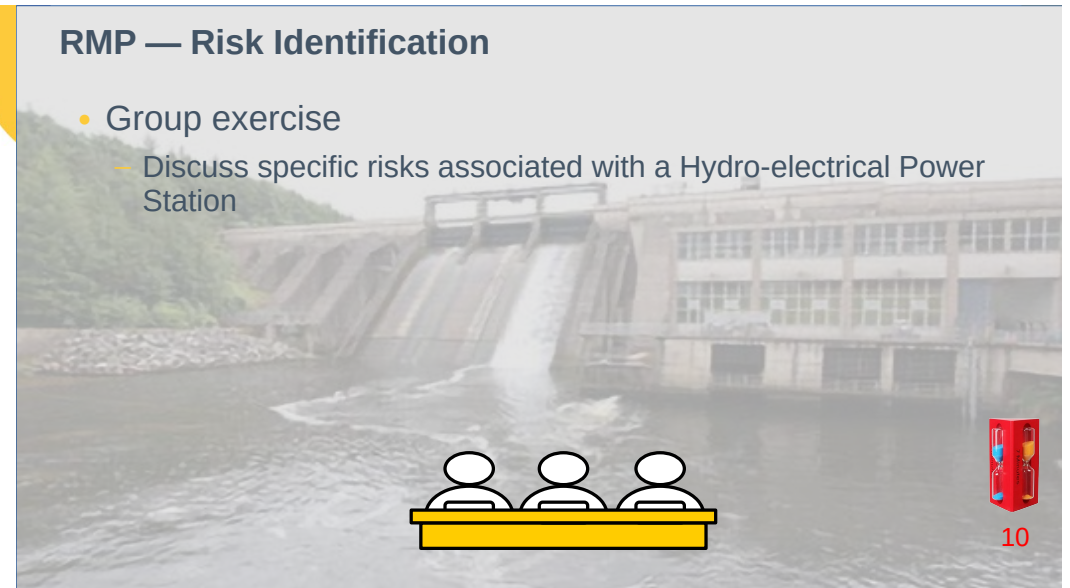 RMP — Risk Identification
• Group exercise
– Discuss specific risks associated with a Hydro-electrical Power
Station
10